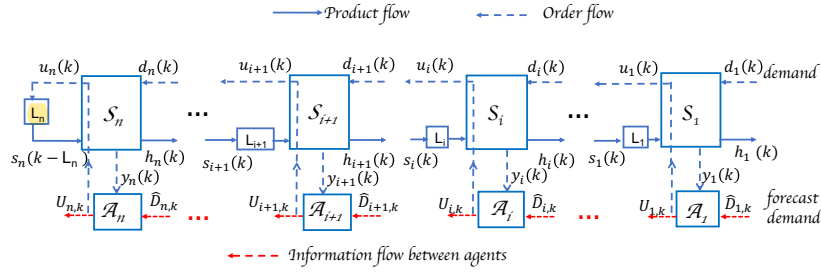 Product flow Order flow
u_n(k) d_n(k) u_{i+1}(k) d_{i+1}(k) u_i(k) d_i(k) u_1(k) d_1(k) demand
L_n S_n ... S_{i+1} S_i ... S_1
L_{i+1} L_i L_1
s_n(k − L_n) h_n(k) s_{i+1}(k) h_{i+1}(k) s_i(k) h_i(k) s_1(k) h_1(k)
y_n(k) y_{i+1}(k) y_i(k) y_1(k)
U_{n,k} A_n D̂_{n,k} ... U_{i+1,k} A_{i+1} D̂_{i+1,k} U_{i,k} A_i D̂_{i,k} ... U_{1,k} A_1 D̂_{1,k} forecast
demand
Information flow between agents